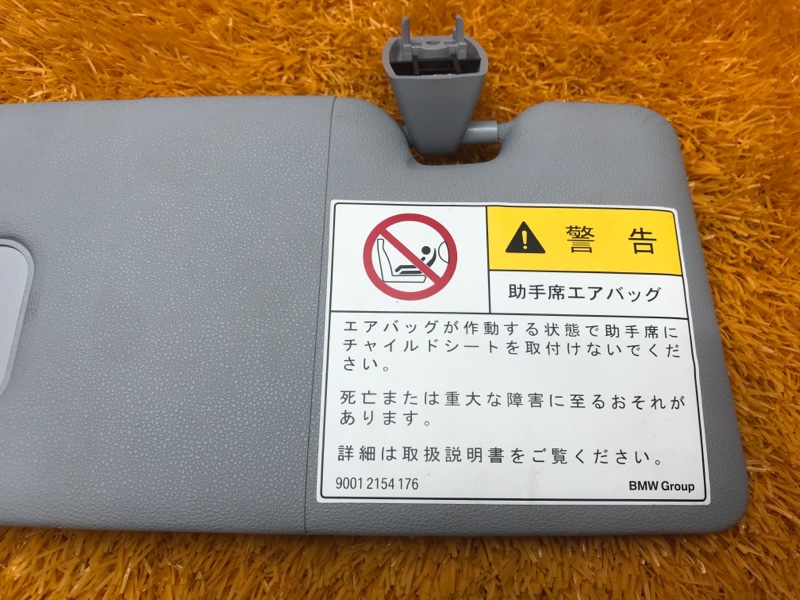 警告
助手席エアバッグ
エアバッグが作動する状態で助手席に
チャイルドシートを取付けないでくだ
さい。
死亡または重大な障害に至るおそれが
あります。
詳細は取扱説明書をご覧ください。
9001 2154 176
BMW Group